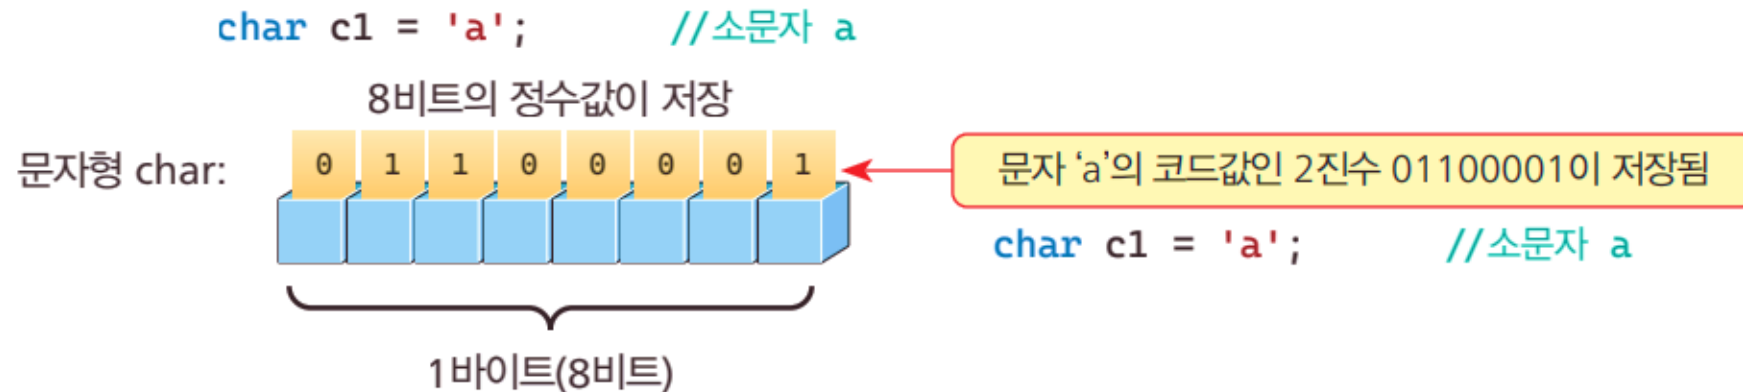 char c1 = 'a';      //소문자 a
8비트의 정수값이 저장
문자형 char: 0 1 1 0 0 0 0 1
문자 ‘a’의 코드값인 2진수 01100001이 저장됨
char c1 = 'a';      //소문자 a
1바이트(8비트)